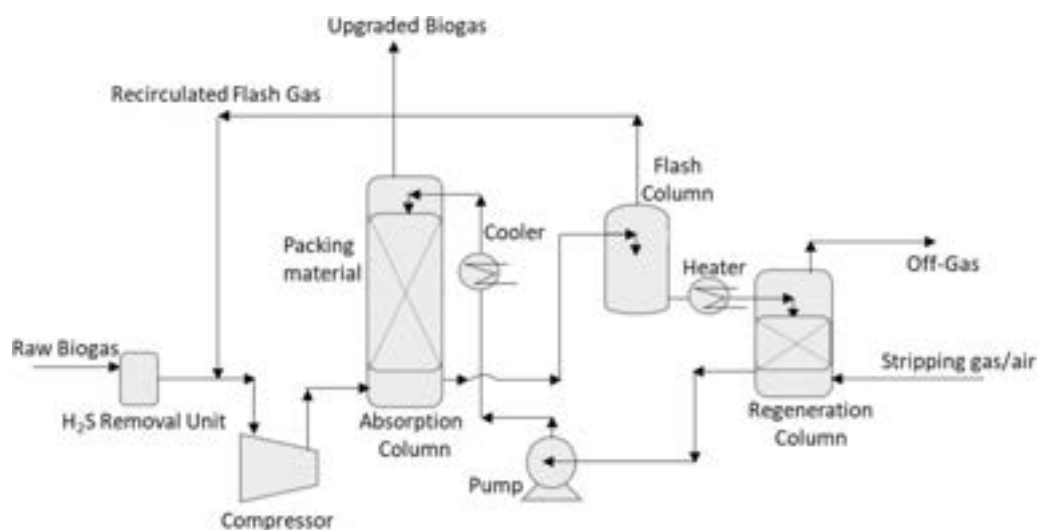 Upgraded Biogas
Recirculated Flash Gas
Flash
Column
Cooler
Packing
material
Heater
Off-Gas
Raw Biogas
Stripping gas/air
H₂S Removal Unit
Absorption
Column
Regeneration
Column
Pump
Compressor